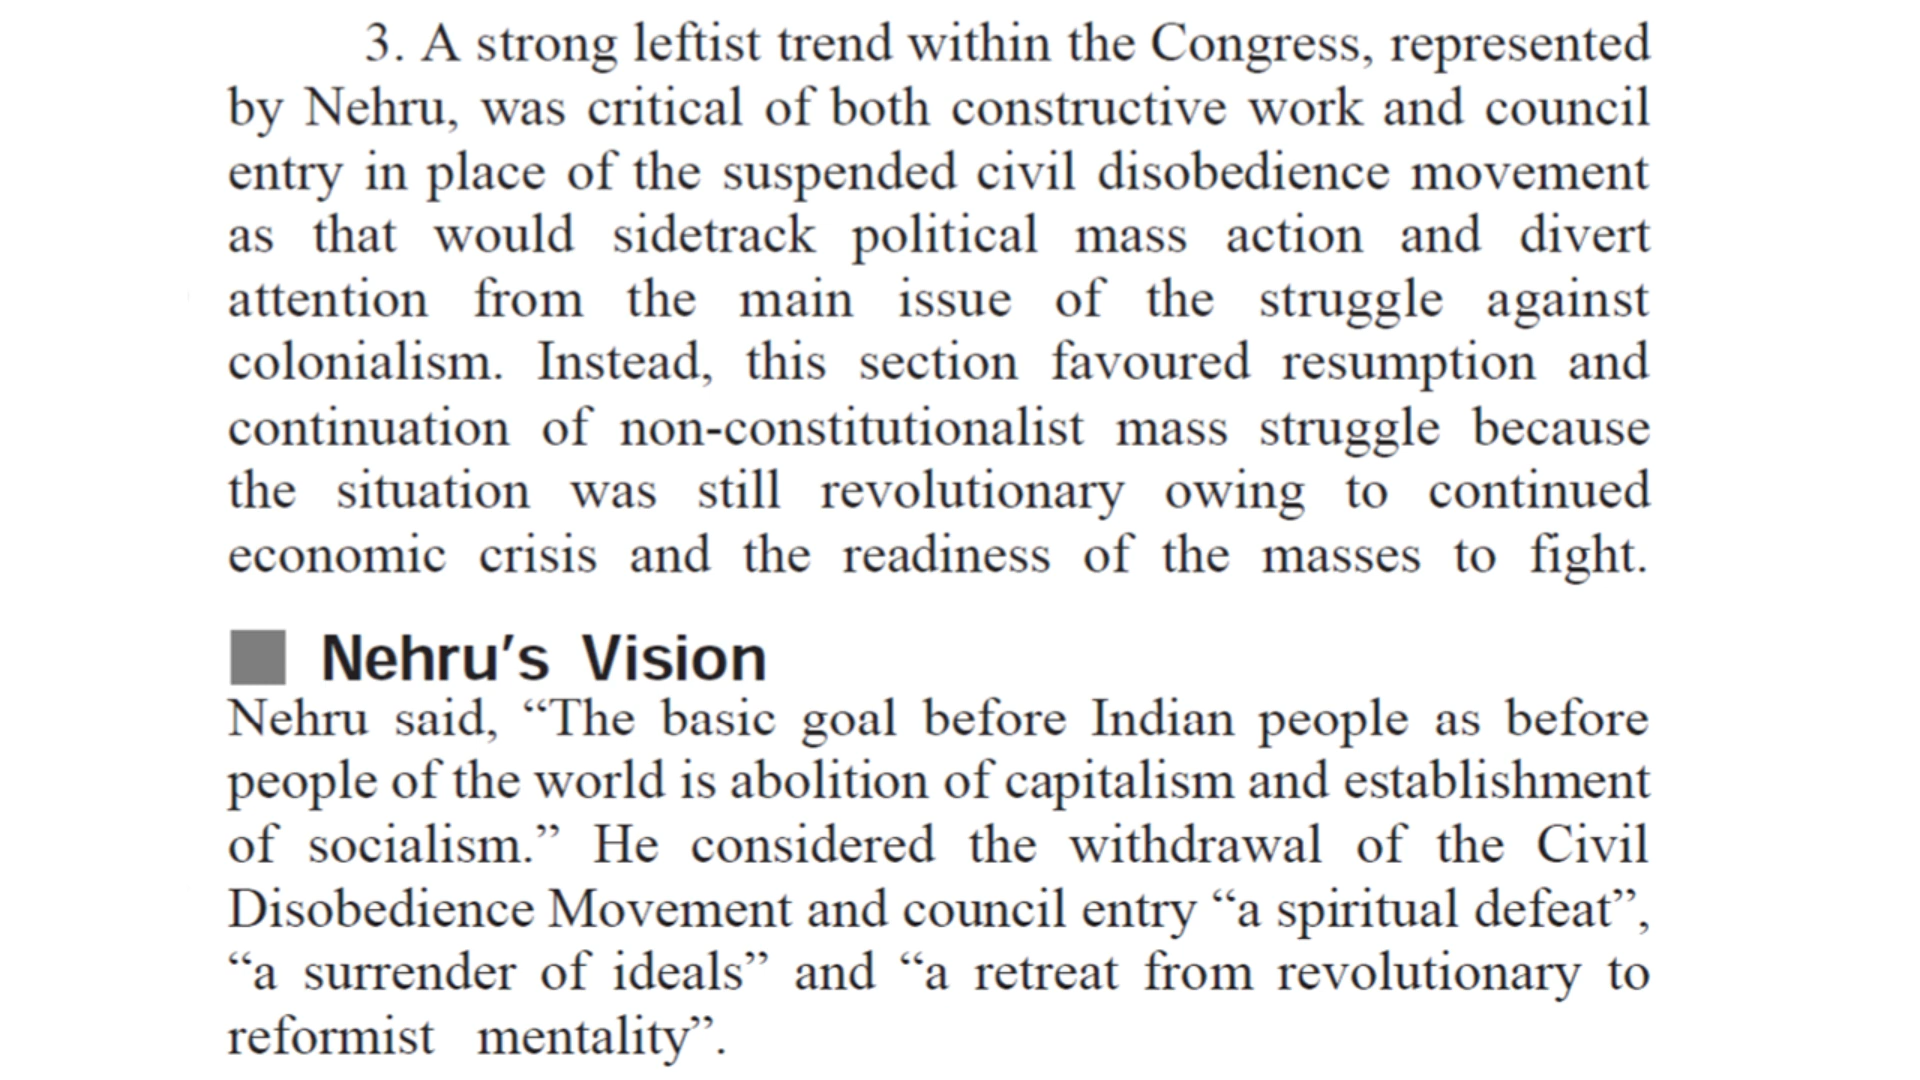 3. A strong leftist trend within the Congress, represented
by Nehru, was critical of both constructive work and council
entry in place of the suspended civil disobedience movement
as that would sidetrack political mass action and divert
attention from the main issue of the struggle against
colonialism. Instead, this section favoured resumption and
continuation of non-constitutionalist mass struggle because
the situation was still revolutionary owing to continued
economic crisis and the readiness of the masses to fight.
Nehru's Vision
Nehru said, “The basic goal before Indian people as before
people of the world is abolition of capitalism and establishment
of socialism.” He considered the withdrawal of the Civil
Disobedience Movement and council entry “a spiritual defeat”,
“a surrender of ideals” and “a retreat from revolutionary to
reformist mentality”.